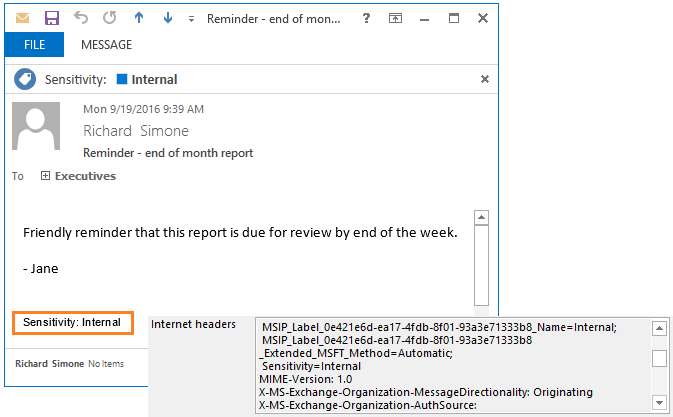 Reminder - end of mon...
FILE MESSAGE
Sensitivity: Internal
Mon 9/19/2016 9:39 AM
Richard Simone
Reminder - end of month report
To Executives
Friendly reminder that this report is due for review by end of the week.
- Jane
Sensitivity: Internal
Richard Simone No Items
Internet headers
MSIP_Label_0e421e6d-ea17-4fdb-8f01-93a3e71333b8_Name=Internal;
MSIP_Label_0e421e6d-ea17-4fdb-8f01-93a3e71333b8
_Extended_MSFT_Method=Automatic;
Sensitivity=Internal
MIME-Version: 1.0
X-MS-Exchange-Organization-MessageDirectionality: Originating
X-MS-Exchange-Organization-AuthSource: